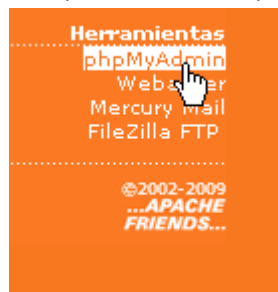 Herramientas
phpMyAdmin
Mercury Mail
FileZilla FTP
©2002-2009
...APACHE
FRIENDS...